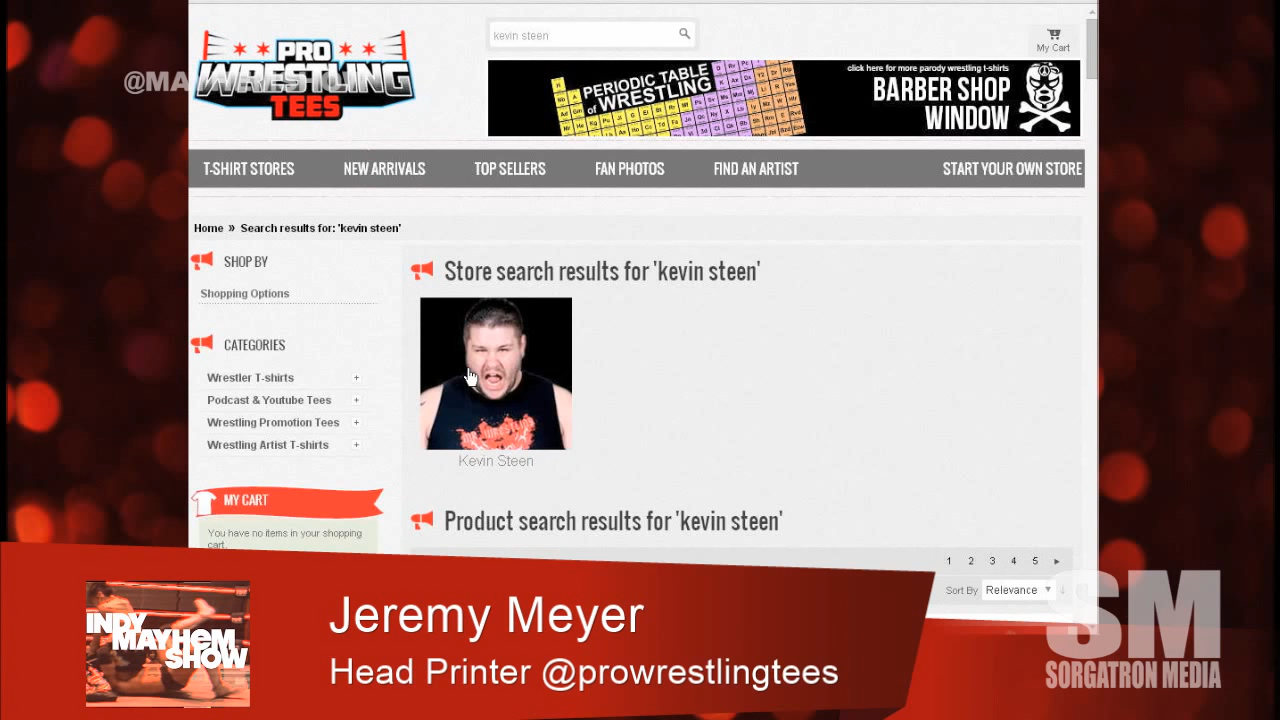 kevin steen
My Cart
PRO
WRESTLING
TEES
@MA
PERIODIC TABLE
of WRESTLING
click here for more parody wrestling t-shirts
BARBER SHOP
WINDOW
T-SHIRT STORES
NEW ARRIVALS
TOP SELLERS
FAN PHOTOS
FIND AN ARTIST
START YOUR OWN STORE
Home » Search results for: 'kevin steen'
SHOP BY
Shopping Options
CATEGORIES
Wrestler T-shirts +
Podcast & Youtube Tees +
Wrestling Promotion Tees +
Wrestling Artist T-shirts +
MY CART
You have no items in your shopping
cart.
Store search results for 'kevin steen'
Kevin Steen
Product search results for 'kevin steen'
1 2 3 4 5
Sort By Relevance
INDY
MAYHEM
SHOW
Jeremy Meyer
Head Printer @prowrestlingtees
SM
SORGATRON MEDIA